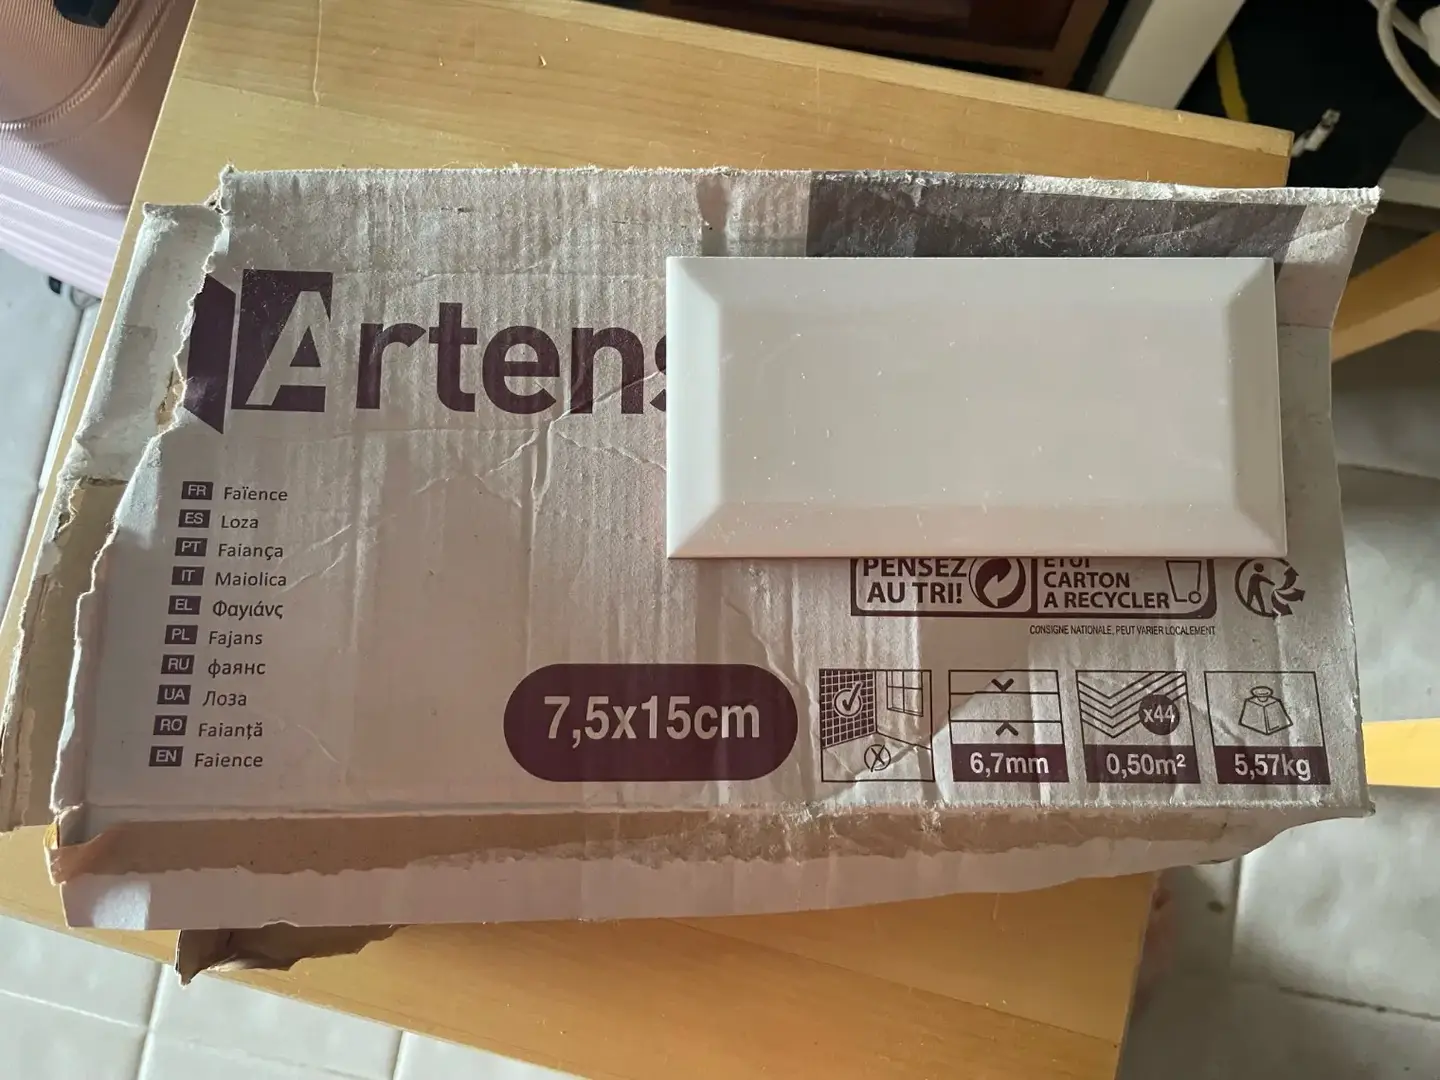 Artens
FR Faïence
ES Loza
PT Faiança
IT Maiolica
EL Φαγιάνς
PL Fajans
RU фаянс
UA Лоза
RO Faianță
EN Faience
7,5x15cm
PENSEZ
AU TRI!
CARTON
A RECYCLER
CONSIGNE NATIONALE, PEUT VARIER LOCALEMENT
6,7mm
x44
0,50m²
5,57kg